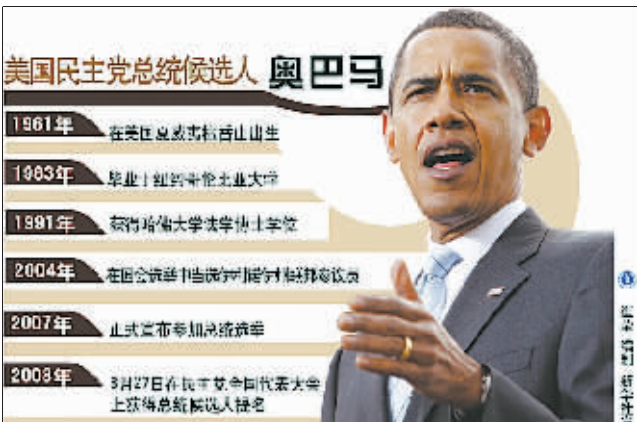 美国民主党总统候选人 奥巴马
1961年 在美国夏威夷檀香山出生
1983年 毕业于纽约哥伦比亚大学
1991年 获得哈佛大学法学博士学位
2004年 在国会选举中当选伊利诺伊州联邦参议员
2007年 正式宣布参加总统选举
2008年 8月27日在民主党全国代表大会
上获得总统候选人提名
编制 新华社